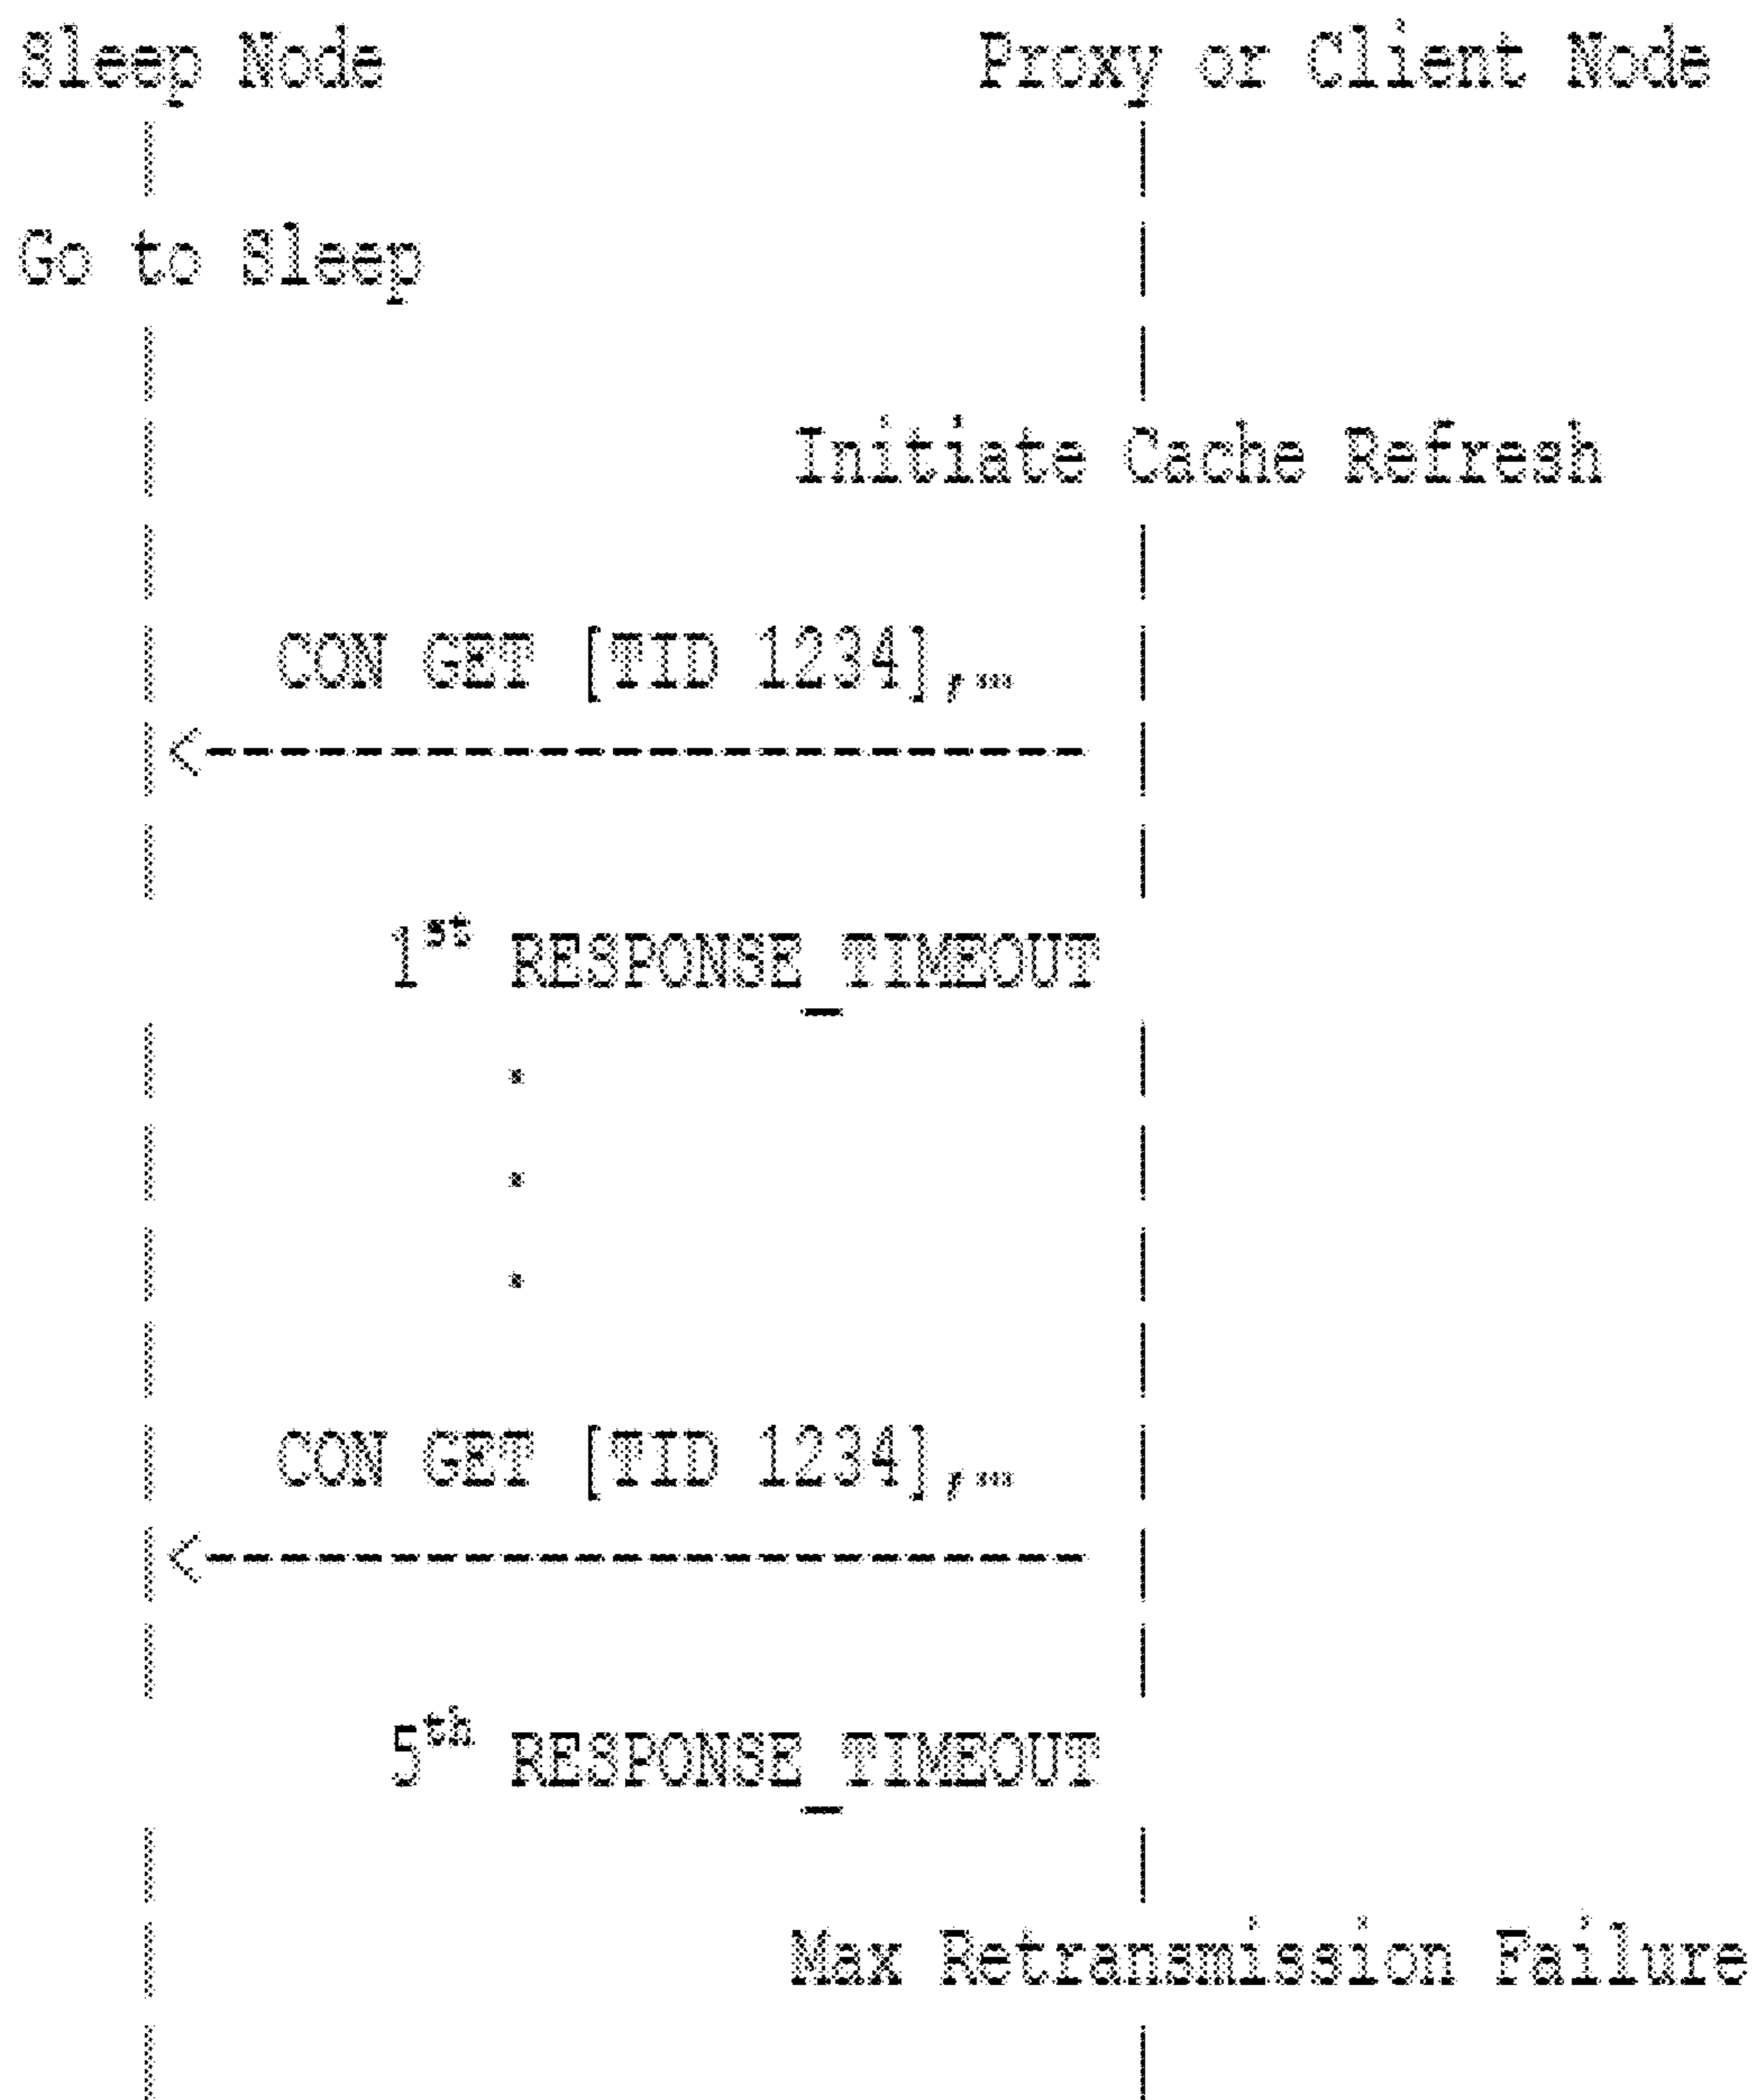 Sleep Node Proxy or Client Node
Go to Sleep
Initiate Cache Refresh
CON GET [TID 1234],…
1st RESPONSE_TIMEOUT
.
.
.
CON GET [TID 1234],…
5th RESPONSE_TIMEOUT
Max Retransmission Failure